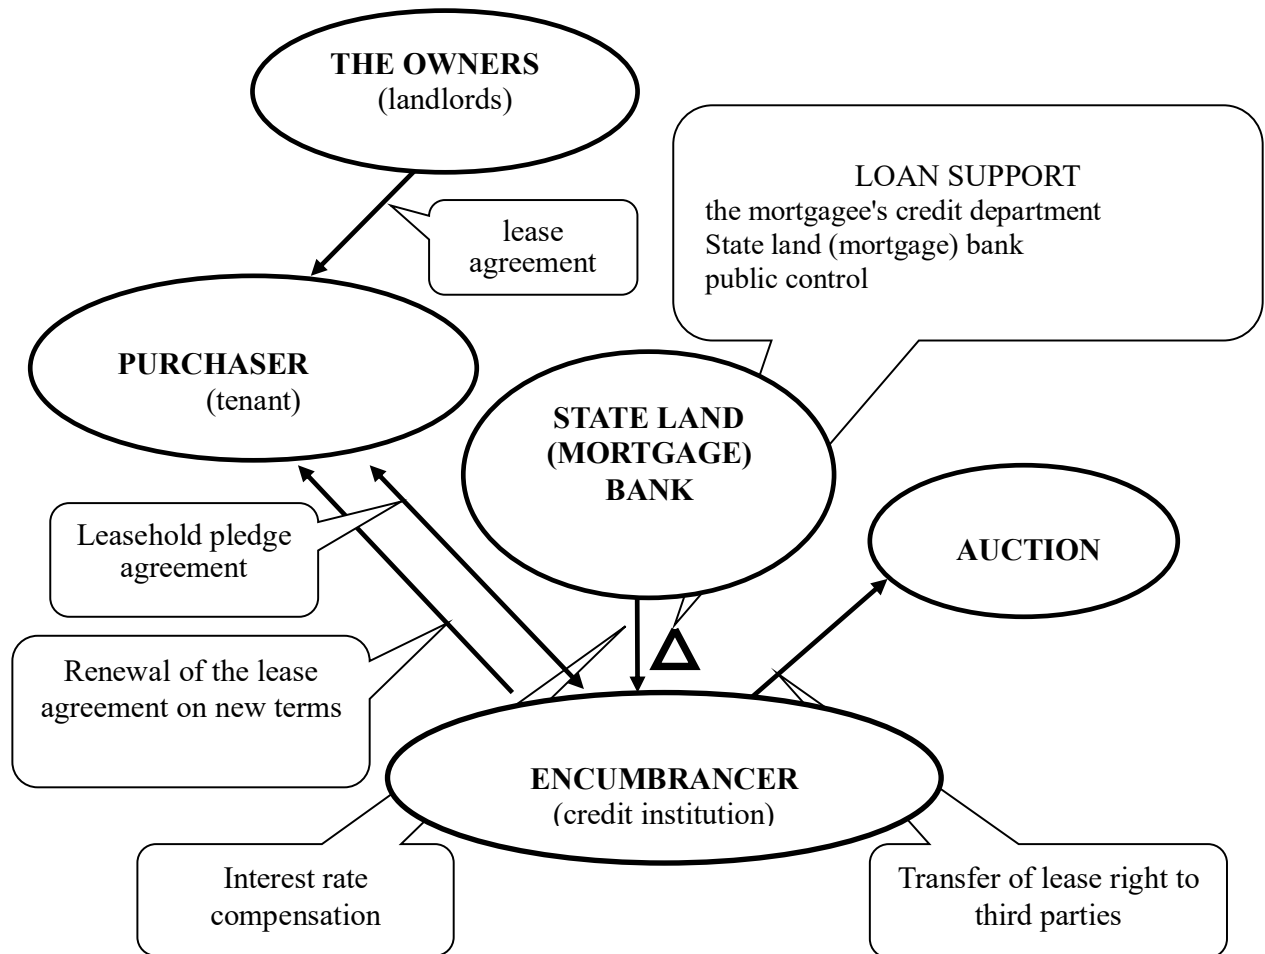 THE OWNERS
(landlords)
LOAN SUPPORT
the mortgagee's credit department
State land (mortgage) bank
public control
lease
agreement
PURCHASER
(tenant)
STATE LAND
(MORTGAGE)
BANK
AUCTION
Leasehold pledge
agreement
Renewal of the lease
agreement on new terms
ENCUMBRANCER
(credit institution)
Interest rate
compensation
Transfer of lease right to
third parties